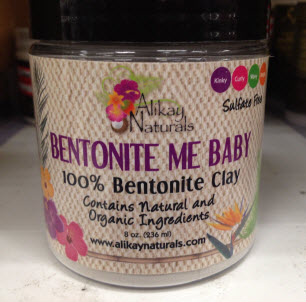 Alikay
Naturals
Kinky
Curly
Wavy
Sulfate Free
BENTONITE ME BABY
100% Bentonite Clay
Contains Natural and
Organic Ingredients
8 oz. (236 ml)
www.alikaynaturals.com